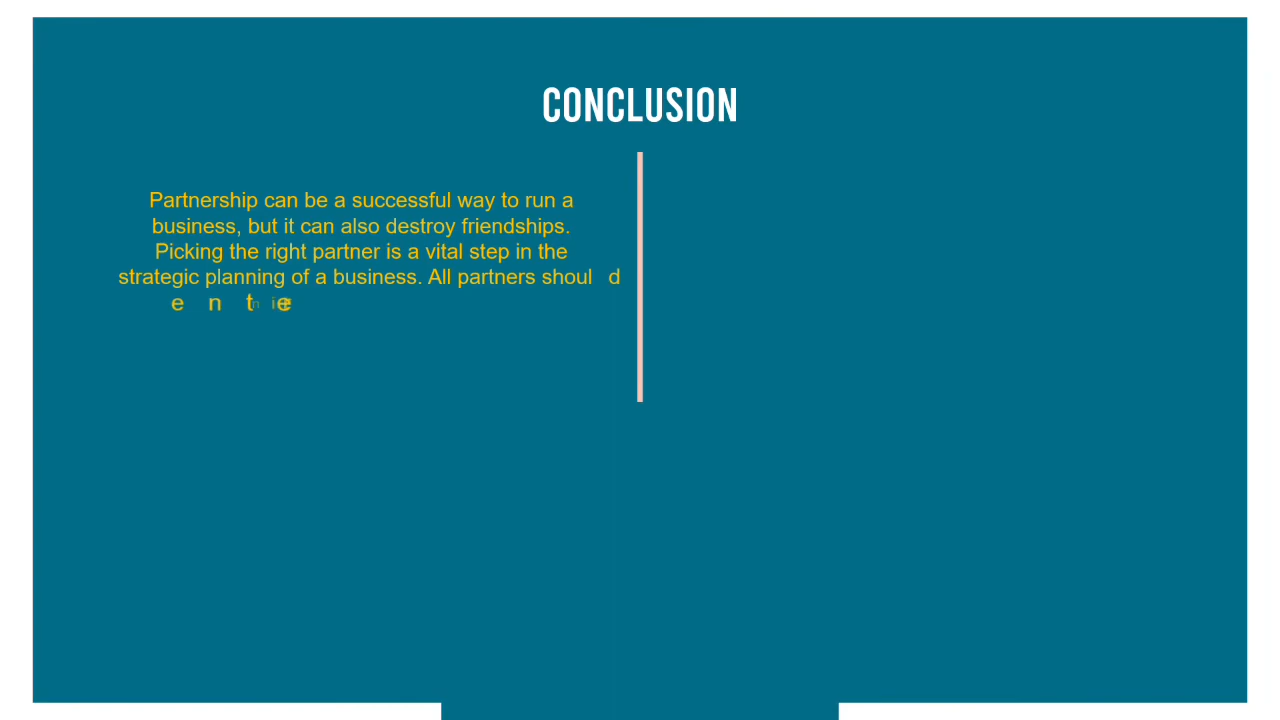 CONCLUSION
Partnership can be a successful way to run a
business, but it can also destroy friendships.
Picking the right partner is a vital step in the
strategic planning of a business. All partners should